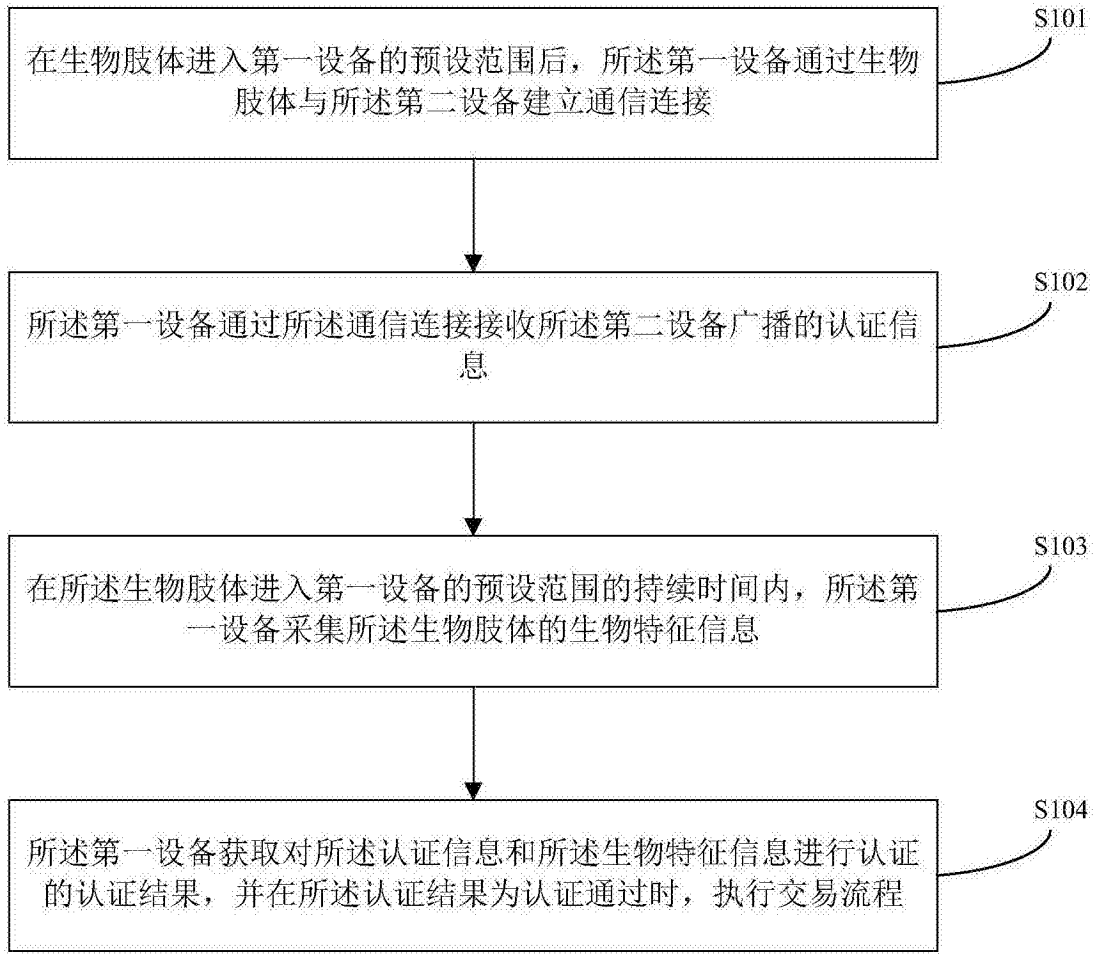 S101
在生物肢体进入第一设备的预设范围后，所述第一设备通过生物
肢体与所述第二设备建立通信连接
S102
所述第一设备通过所述通信连接接收所述第二设备广播的认证信
息
S103
在所述生物肢体进入第一设备的预设范围的持续时间内，所述第
一设备采集所述生物肢体的生物特征信息
S104
所述第一设备获取对所述认证信息和所述生物特征信息进行认证
的认证结果，并在所述认证结果为认证通过时，执行交易流程